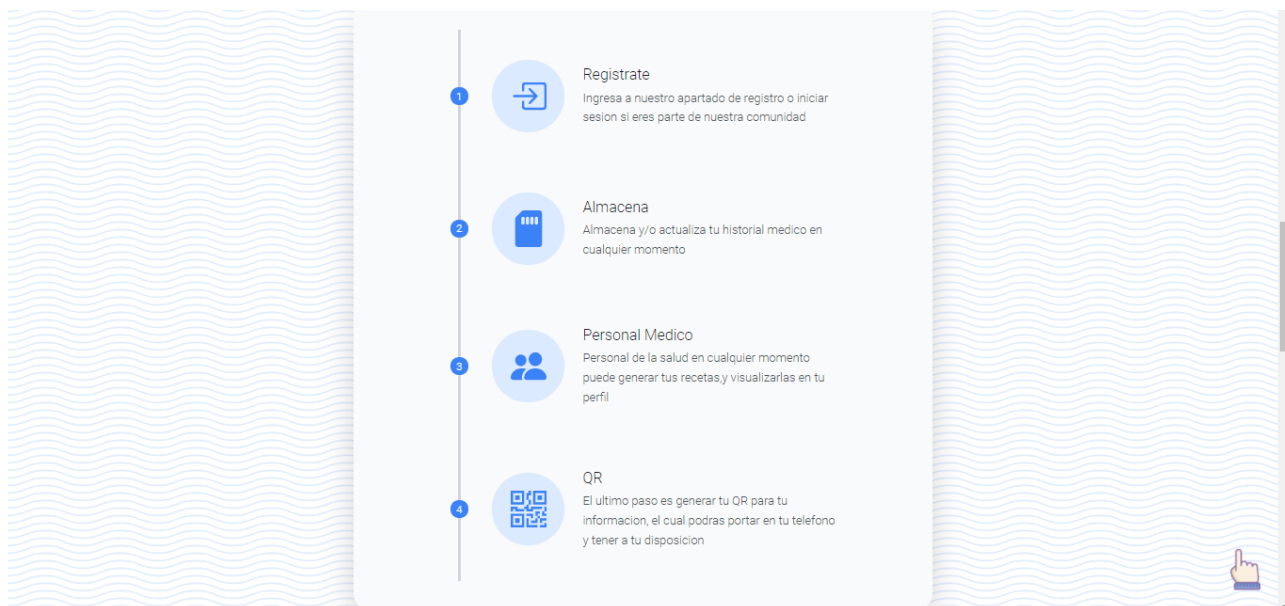 1
Registrate
Ingresa a nuestro apartado de registro o iniciar
sesion si eres parte de nuestra comunidad
2
Almacena
Almacena y/o actualiza tu historial medico en
cualquier momento
3
Personal Medico
Personal de la salud en cualquier momento
puede generar tus recetas,y visualizarlas en tu
perfil
4
QR
El ultimo paso es generar tu QR para tu
informacion, el cual podras portar en tu telefono
y tener a tu disposicion